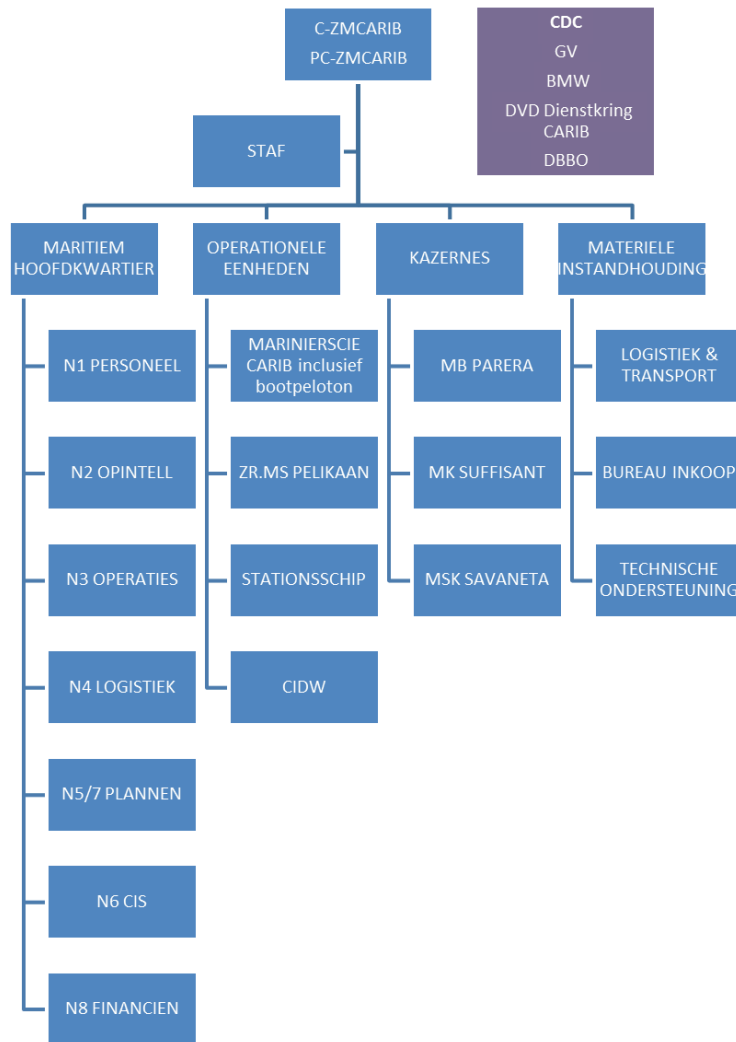 C-ZMCARIB
PC-ZMCARIB
CDC
GV
BMW
DVD Dienstkring
CARIB
DBBO
STAF
MARITIEM
HOOFDKWARTIER
OPERATIONELE
EENHEDEN
KAZERNES
MATERIELE
INSTANDHOUDING
N1 PERSONEEL
N2 OPINTELL
N3 OPERATIES
N4 LOGISTIEK
N5/7 PLANNEN
N6 CIS
N8 FINANCIEN
MARINIERSCIE
CARIB inclusief
bootpeloton
ZR.MS PELIKAAN
STATIONSSCHIP
CIDW
MB PARERA
MK SUFFISANT
MSK SAVANETA
LOGISTIEK &
TRANSPORT
BUREAU INKOOP
TECHNISCHE
ONDERSTEUNING